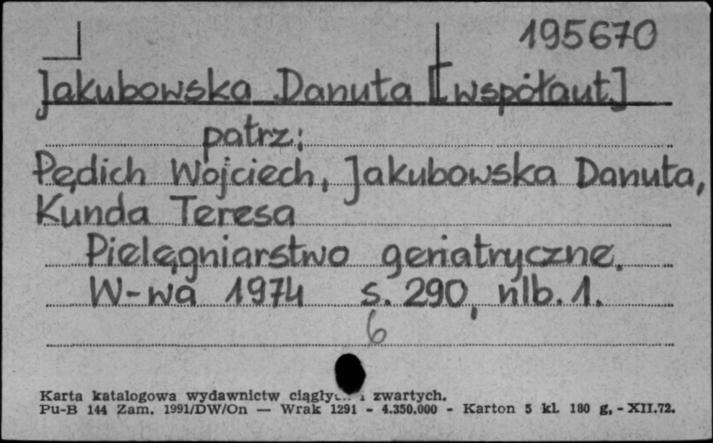 195670
Jakubowska Danuta [współaut.]
patrz:
Pędich Wojciech, Jakubowska Danuta,
Kunda Teresa
Pielęgniarstwo geriatryczne.
W-wa 1974 s. 290, nlb. 1.
6
Karta katalogowa wydawnictw i zwartych.
Pu-B 144 Zam. 1991/DW/On — Wrak 1291 - 4.350.000 - Karton 5 kl. 180 g. - XII.72.